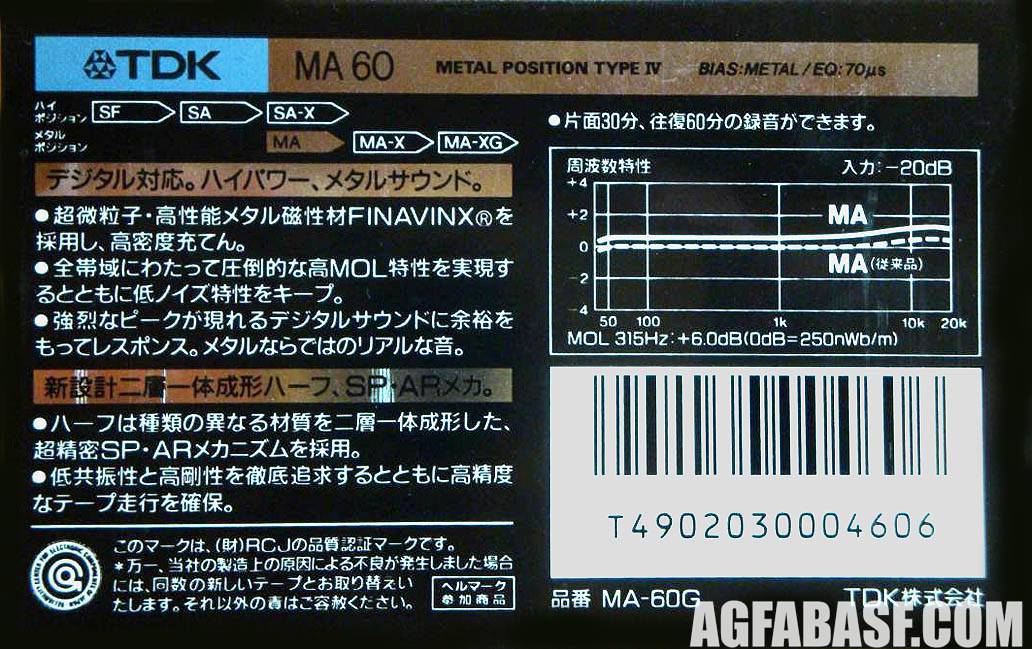 TDK MA 60 METAL POSITION TYPE IV BIAS:METAL/EQ:70μs
ハイポジション SF SA SA-X
メタルポジション MA MA-X MA-XG
デジタル対応。ハイパワー、メタルサウンド。
●超微粒子・高性能メタル磁性材FINAVINX®を
採用し、高密度充てん。
●全帯域にわたって圧倒的な高MOL特性を実現す
るとともに低ノイズ特性をキープ。
●強烈なピークが現れるデジタルサウンドに余裕を
もってレスポンス。メタルならではのリアルな音。
新設計二層一体成形ハーフ、SP・ARメカ。
●ハーフは種類の異なる材質を二層一体成形した、
超精密SP・ARメカニズムを採用。
●低共振性と高剛性を徹底追求するとともに高精度
なテープ走行を確保。
このマークは、(財)RCJの品質認証マークです。
*万一、当社の製造上の原因による不良が発生しました場合
には、同数の新しいテープとお取り替えい
たします。それ以外の責はご容赦ください。
ベルマーク
参加商品
●片面30分、往復60分の録音ができます。
周波数特性 入力:−20dB
+4
+2
MA
0
MA(従来品)
−2
−4
50 100 1k 10k 20k
MOL 315Hz:+6.0dB(0dB=250nWb/m)
T4902030004606
品番 MA-60G TDK株式会社
AGFABASF.COM